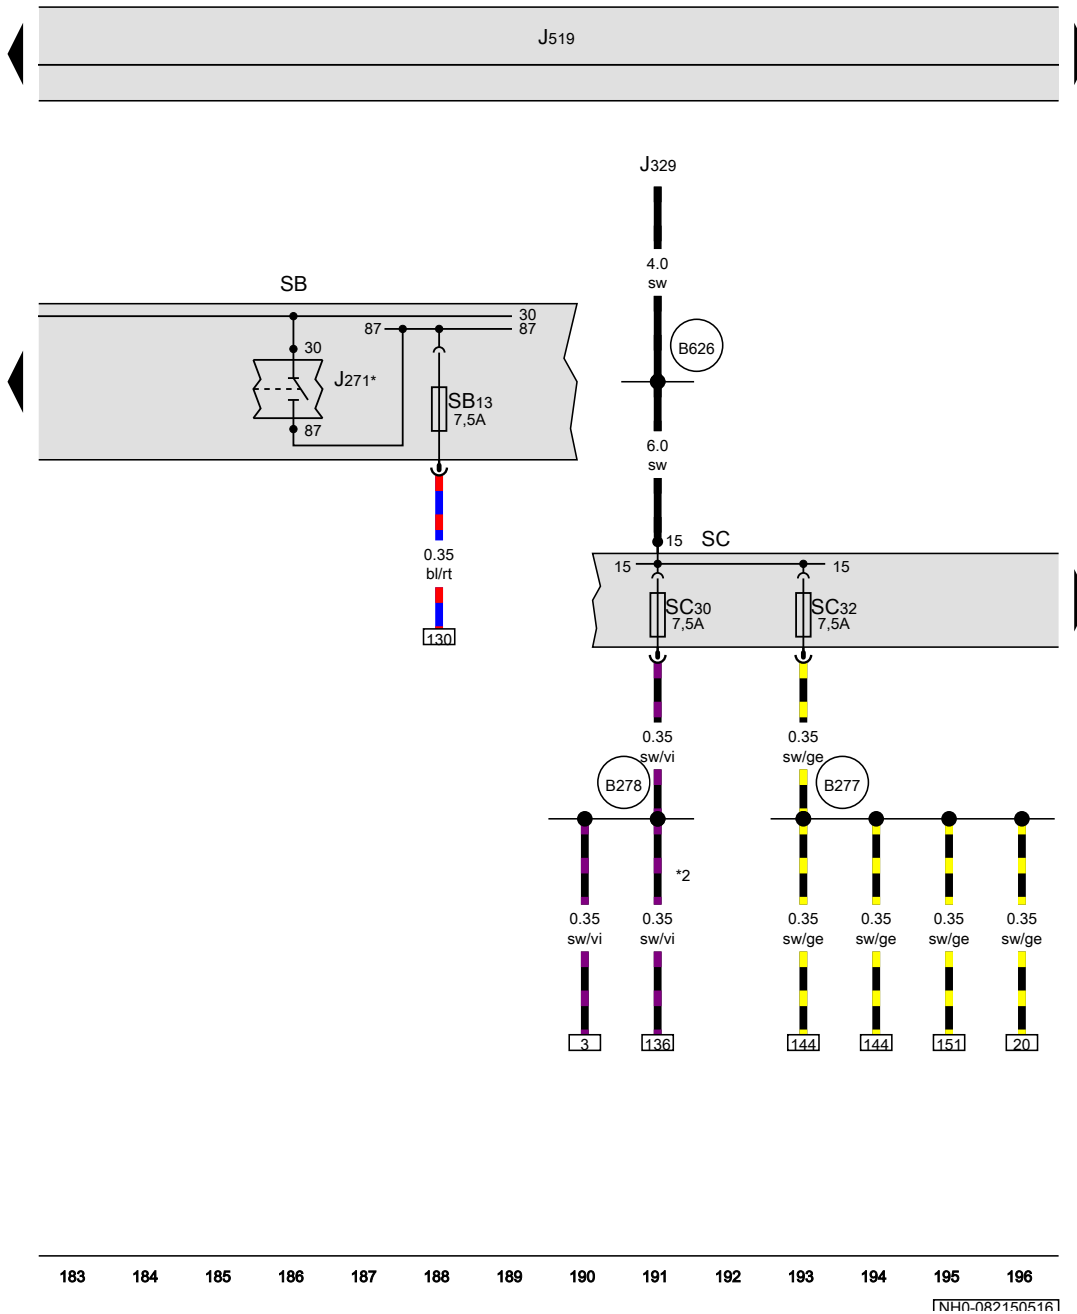 J519
J329
4.0
sw
SB
30
87
87
30
B626
J271*
SB13
7,5A
87
6.0
sw
15
SC
0.35
bl/rt
15
15
SC30
7,5A
SC32
7,5A
130
0.35
sw/vi
0.35
sw/ge
B278
B277
*2
0.35
sw/vi
0.35
sw/vi
0.35
sw/ge
0.35
sw/ge
0.35
sw/ge
0.35
sw/ge
3
136
144
144
151
20
183 184 185 186 187 188 189 190 191 192 193 194 195 196
NH0-082150516